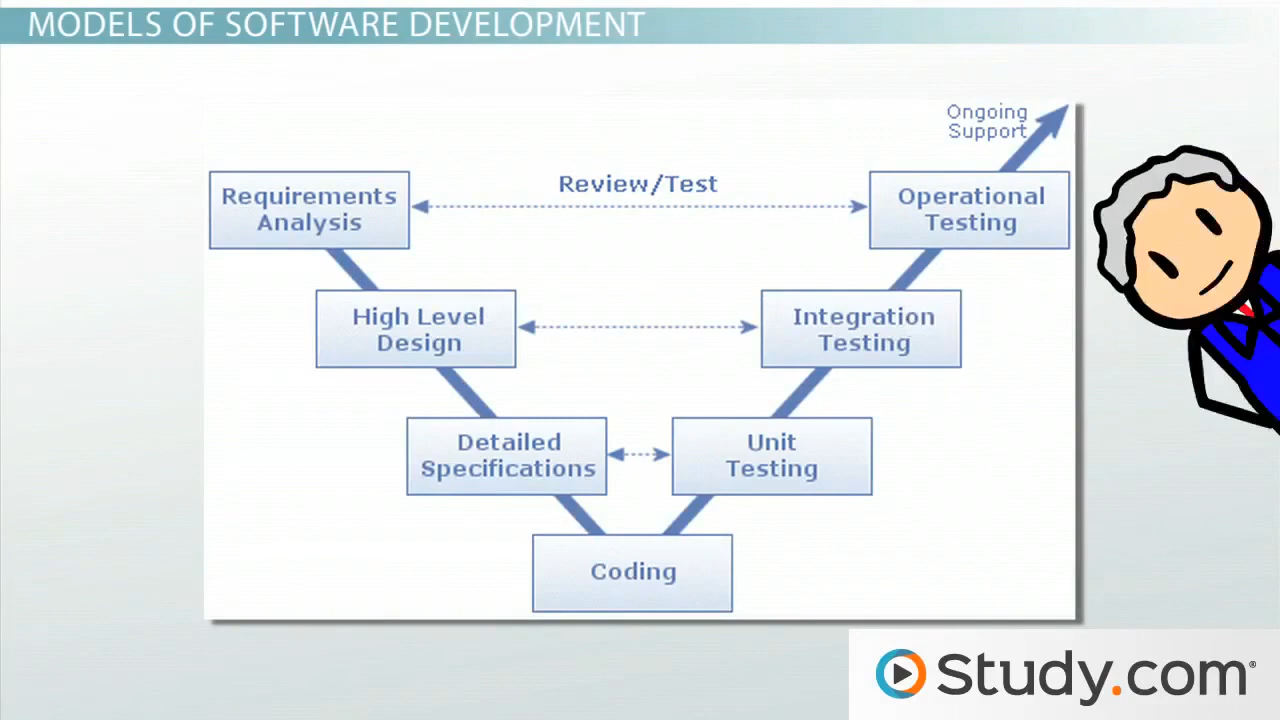 MODELS OF SOFTWARE DEVELOPMENT
Ongoing
Support
Requirements
Analysis
Review/Test
Operational
Testing
High Level
Design
Integration
Testing
Detailed
Specifications
Unit
Testing
Coding
Study.com®